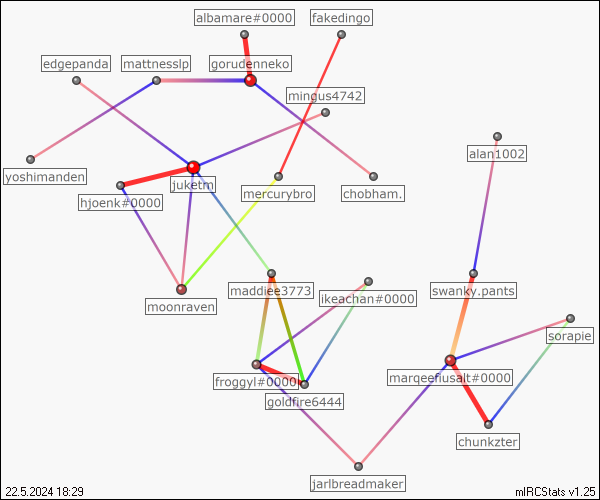 albamare#0000 fakedingo
edgepanda mattnesslp gorudenneko
mingus4742
alan1002
yoshimanden juketm mercurybro chobham.
hjoenk#0000
maddiee3773 swanky.pants
ikeachan#0000
moonraven
sorapie
froggyl#0000 marqeefiusalt#0000
goldfire6444
chunkzter
jarlbreadmaker
22.5.2024 18:29 mIRCStats v1.25